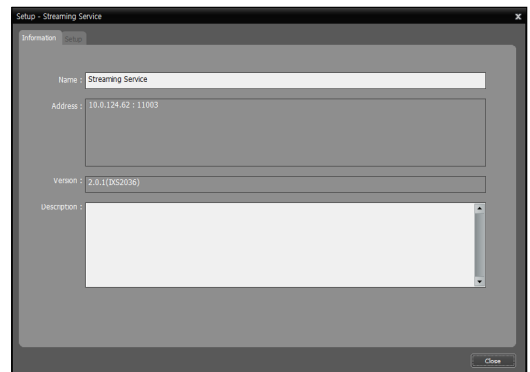 Setup - Streaming Service
x
Information Setup
Name : Streaming Service
Address : 10.0.124.62 : 11003
Version : 2.0.1(IXS2036)
Description :
Close